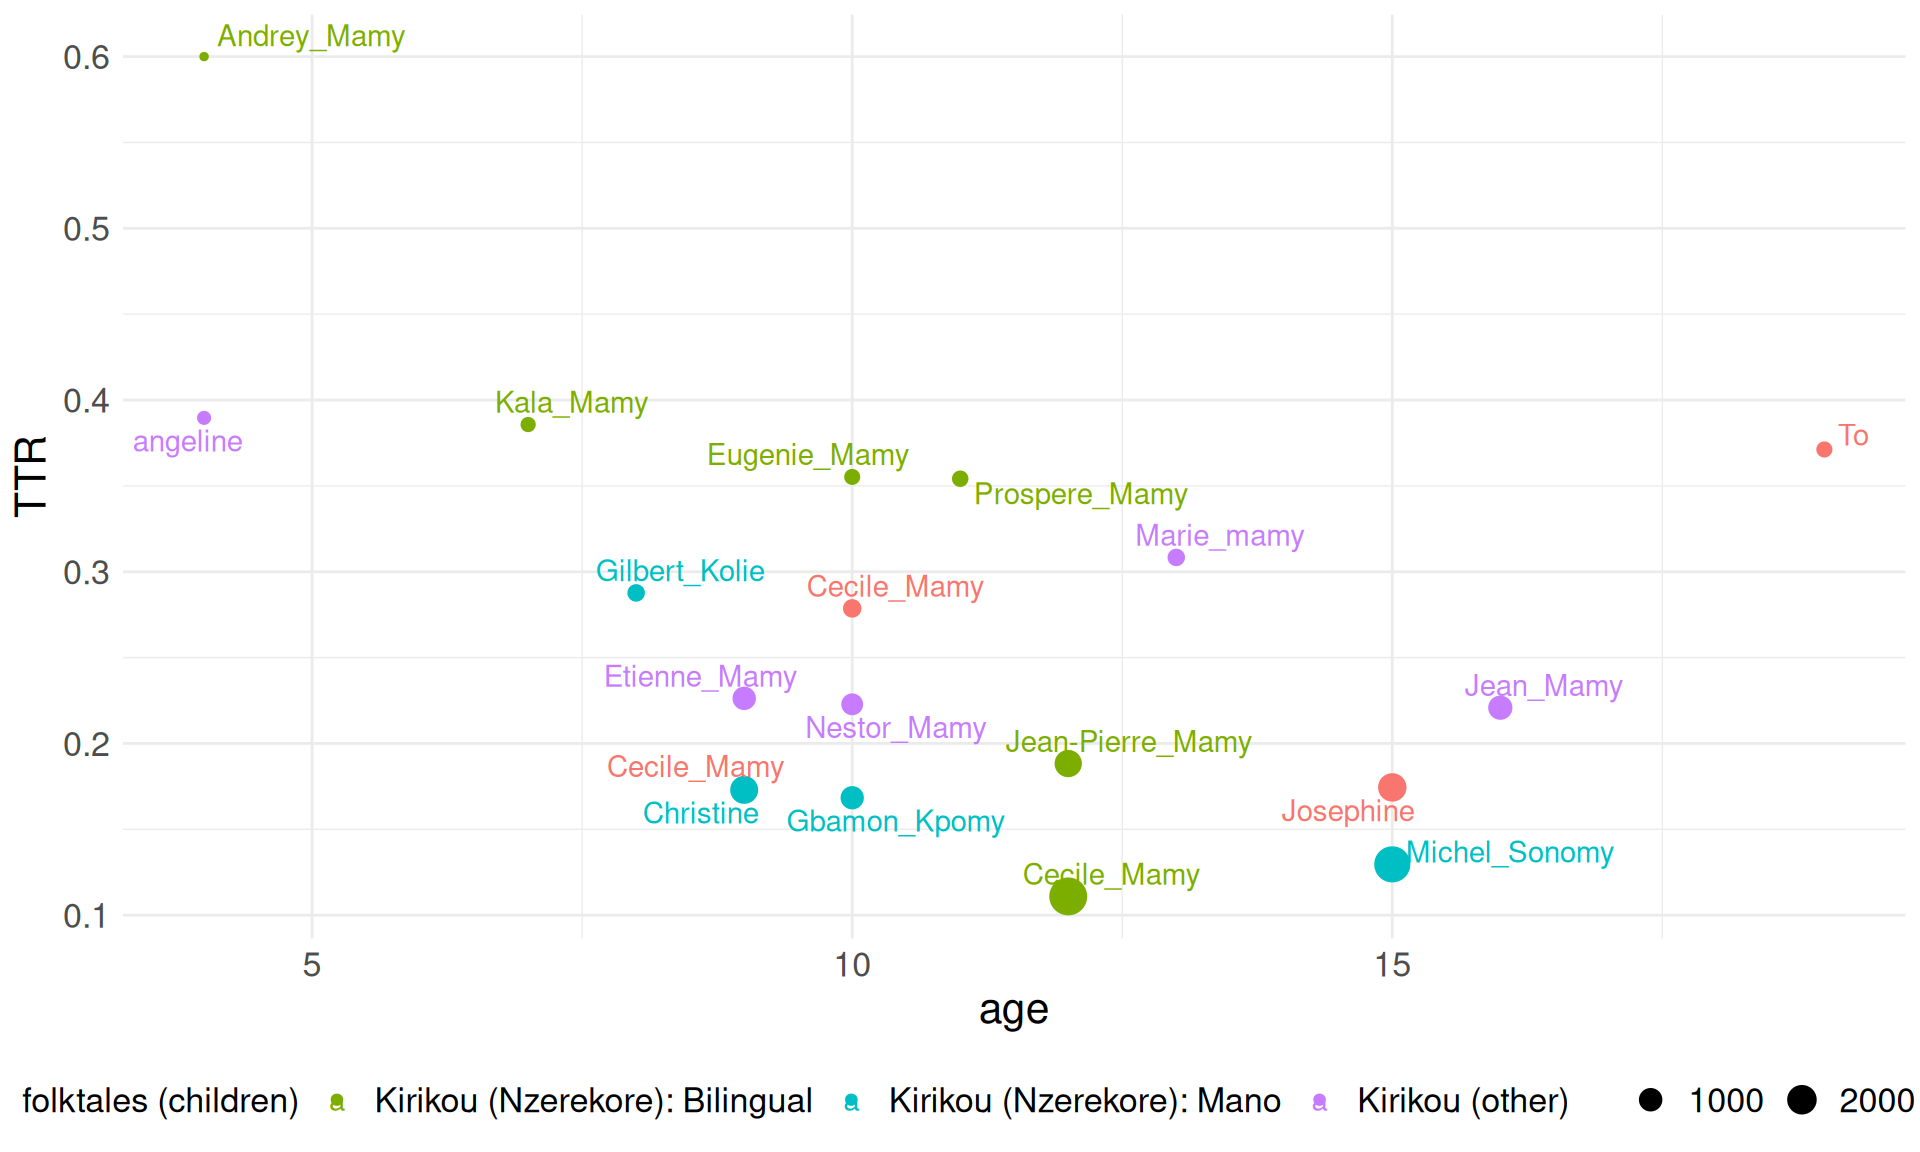 Andrey_Mamy
0.6
0.5
0.4
Kala_Mamy
angeline
To
Eugenie_Mamy
Prospere_Mamy
TTR
Marie_mamy
0.3
Gilbert_Kolie
Cecile_Mamy
Etienne_Mamy
Jean_Mamy
Nestor_Mamy
0.2
Jean-Pierre_Mamy
Cecile_Mamy
Christine
Gbamon_Kpomy
Josephine
Michel_Sonomy
Cecile_Mamy
0.1
5 10 15
age
folktales (children) a Kirikou (Nzerekore): Bilingual a Kirikou (Nzerekore): Mano a Kirikou (other) 1000 2000